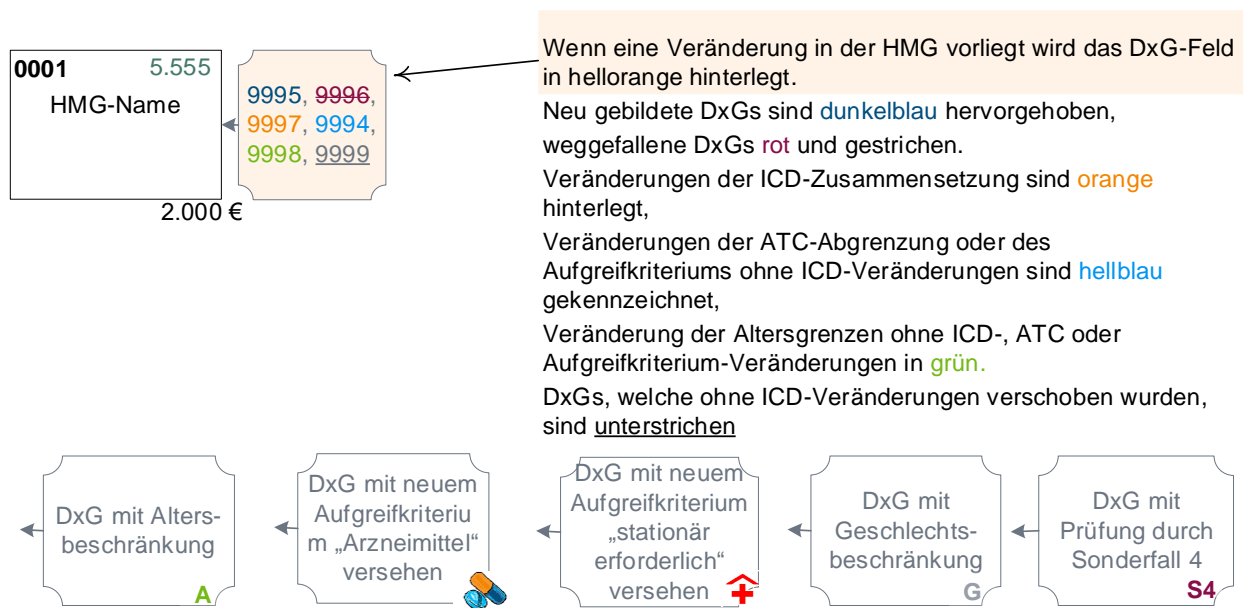 0001 5.555
HMG-Name
2.000 €
9995, 9996,
9997, 9994,
9998, 9999
Wenn eine Veränderung in der HMG vorliegt wird das DxG-Feld
in hellorange hinterlegt.
Neu gebildete DxGs sind dunkelblau hervorgehoben,
weggefallene DxGs rot und gestrichen.
Veränderungen der ICD-Zusammensetzung sind orange
hinterlegt,
Veränderungen der ATC-Abgrenzung oder des
Aufgreifkriteriums ohne ICD-Veränderungen sind hellblau
gekennzeichnet,
Veränderung der Altersgrenzen ohne ICD-, ATC oder
Aufgreifkriterium-Veränderungen in grün.
DxGs, welche ohne ICD-Veränderungen verschoben wurden,
sind unterstrichen
DxG mit Alters-
beschränkung
A
DxG mit neuem
Aufgreifkriteriu
m „Arzneimittel“
versehen
DxG mit neuem
Aufgreifkriterium
„stationär
erforderlich“
versehen
DxG mit
Geschlechts-
beschränkung
G
DxG mit
Prüfung durch
Sonderfall 4
S4